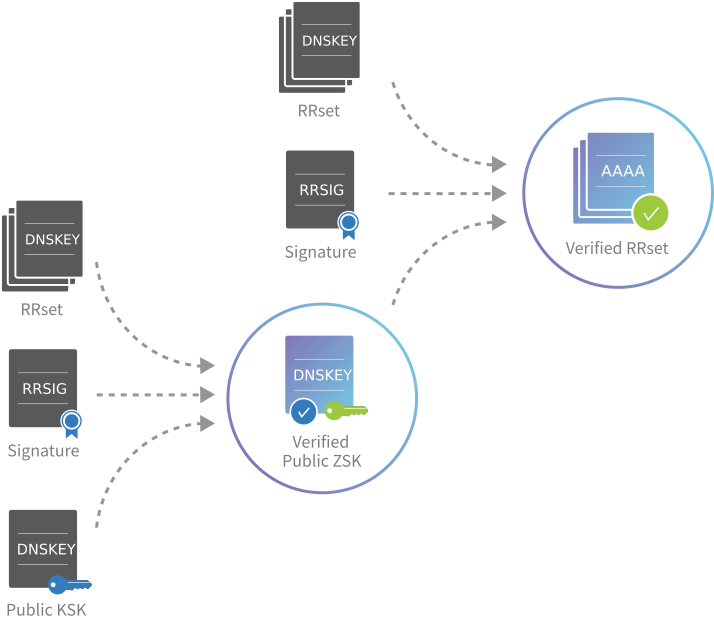 DNSKEY
RRset
RRSIG
Signature
AAAA
Verified RRset
DNSKEY
RRset
RRSIG
Signature
DNSKEY
Verified
Public ZSK
DNSKEY
Public KSK